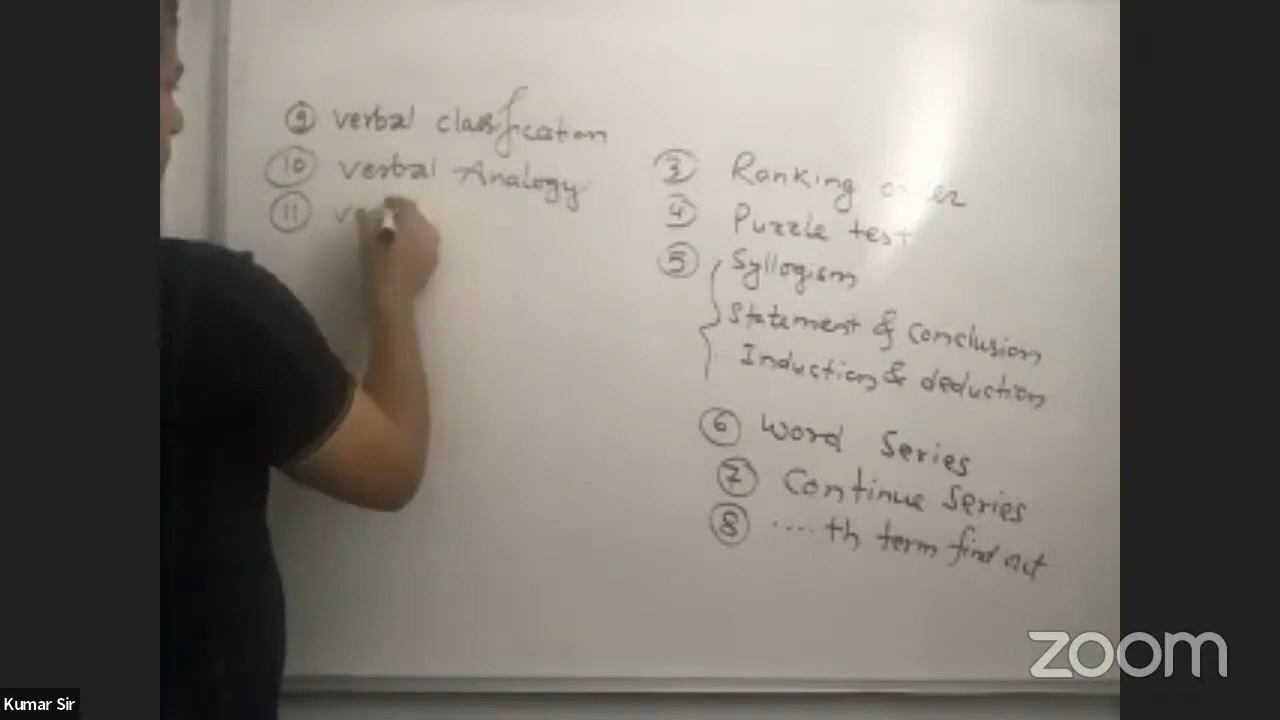 9 verbal classification
10 verbal Analogy
11 v
3 Ranking
4 Puzzle test
5 Syllogism
Statement & conclusion
Induction & deduction
6 word series
7 Continue series
8 .....th term find out
zoom
Kumar Sir